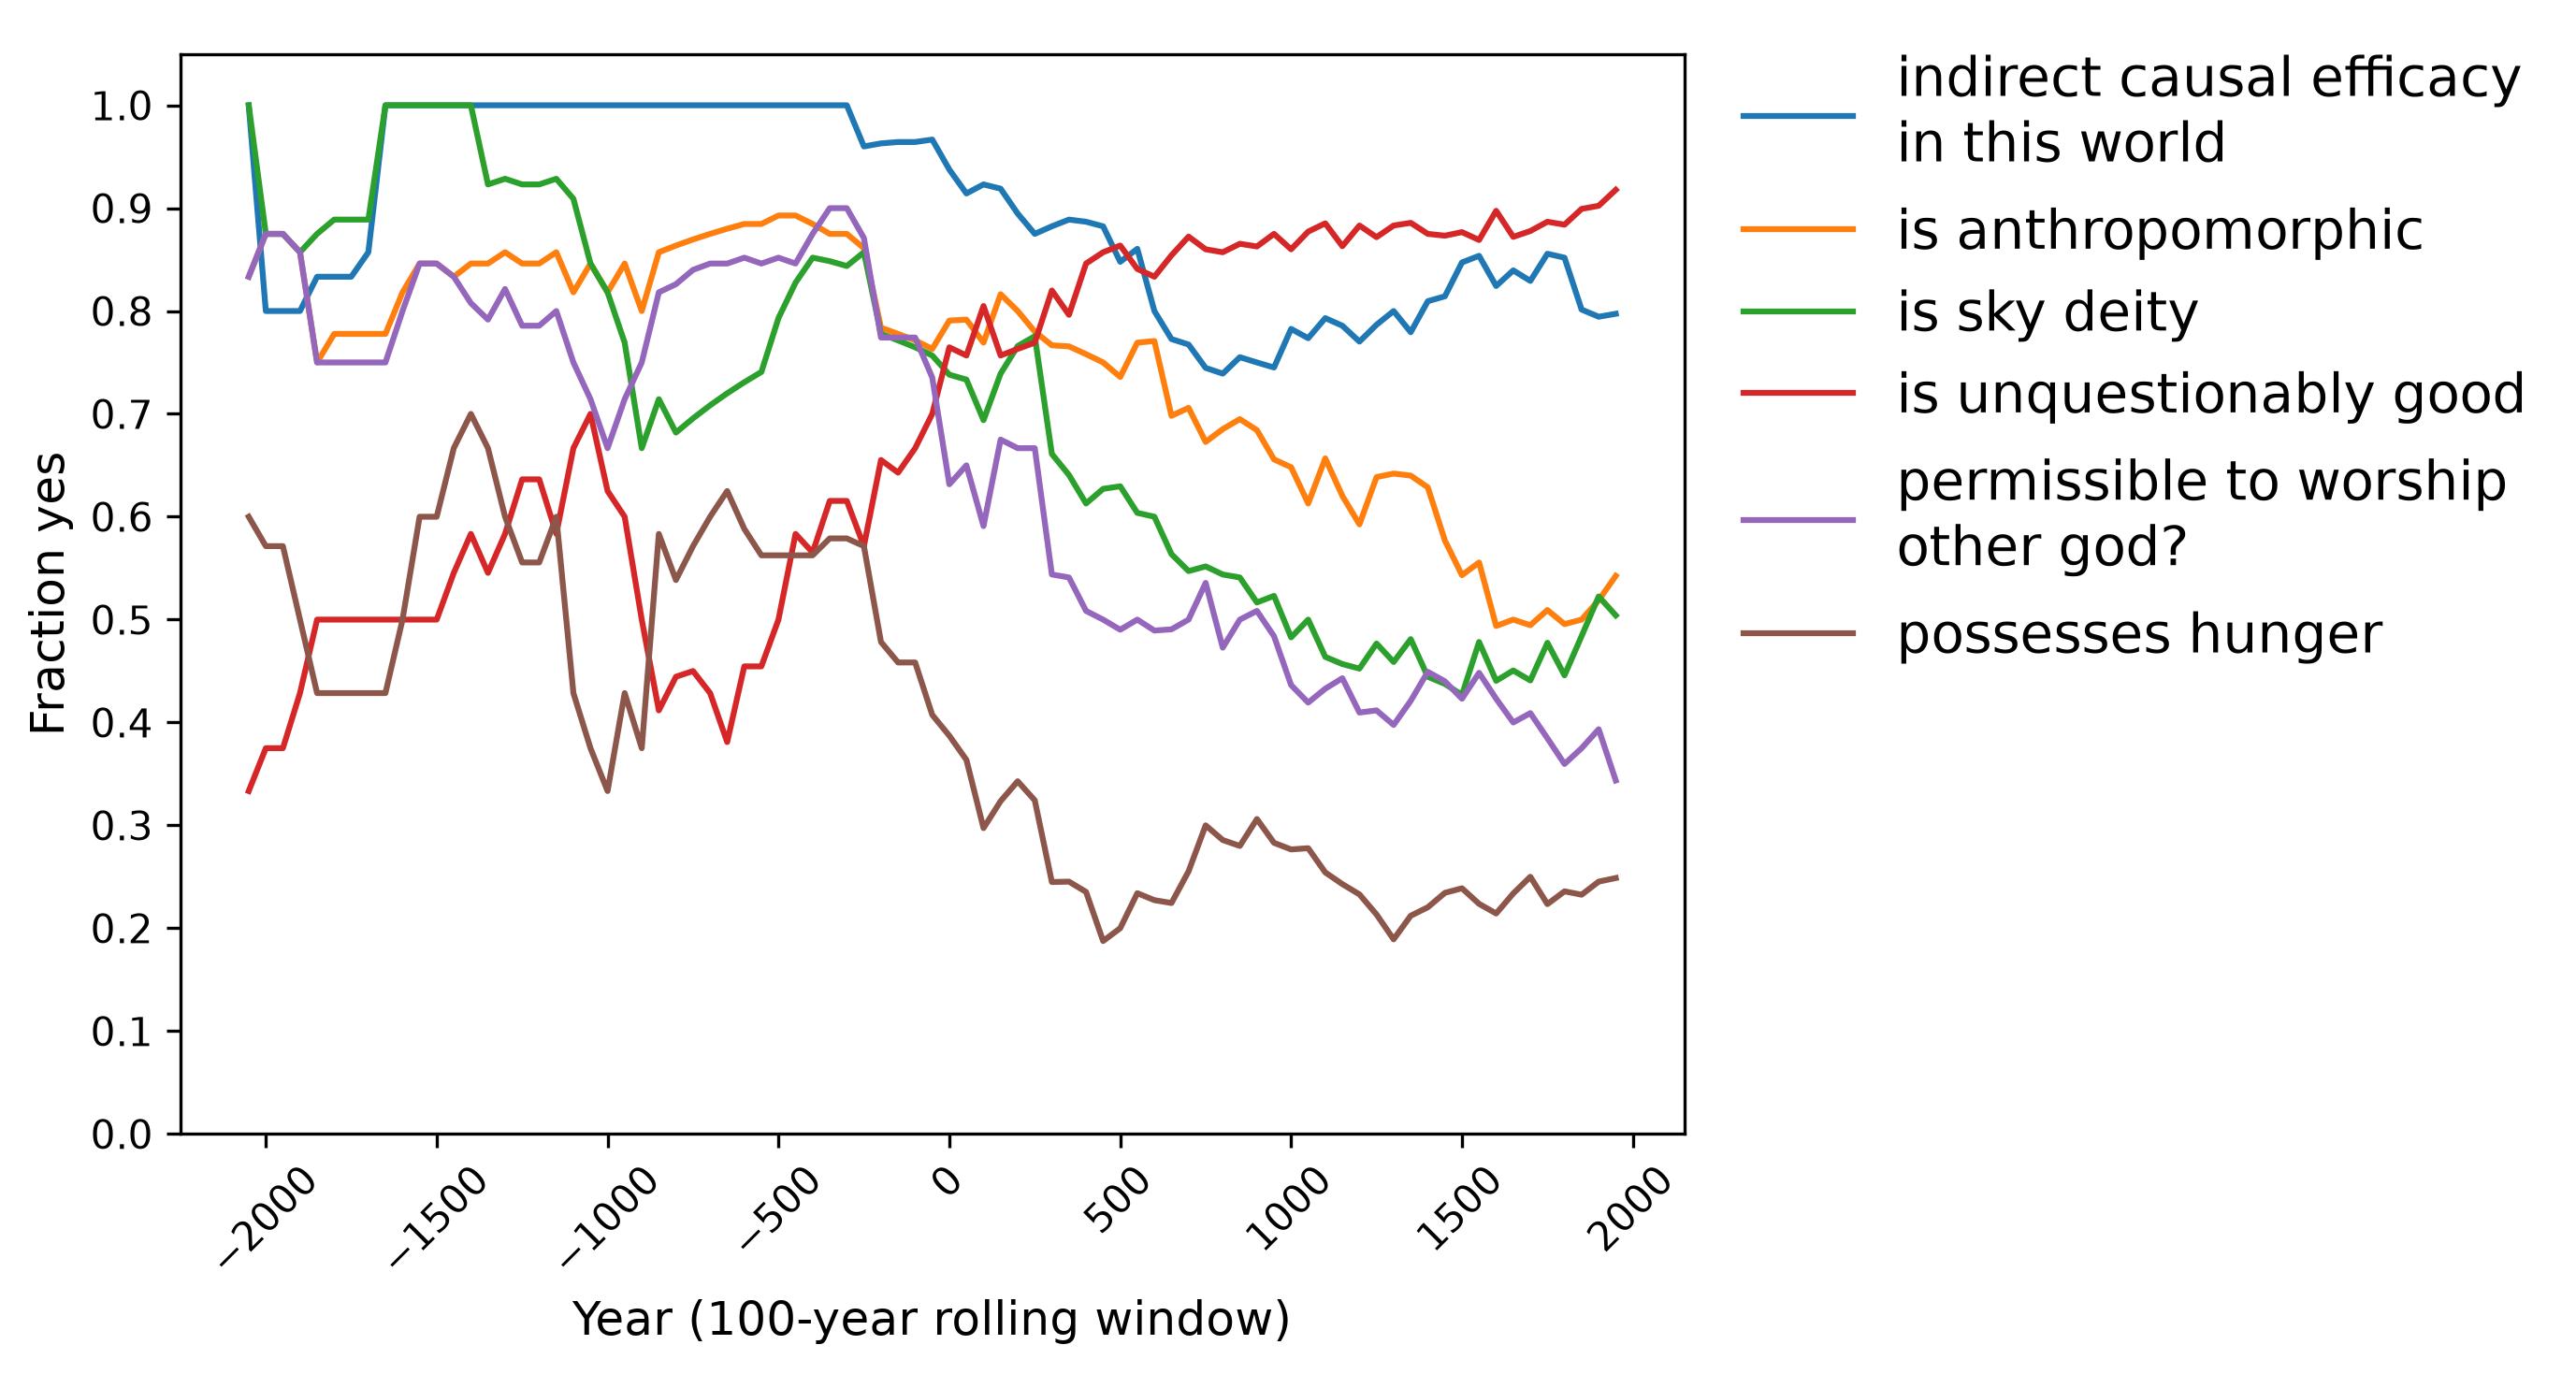 1.0
0.9
0.8
0.7
0.6
0.5
0.4
0.3
0.2
0.1
0.0
Fraction yes
−2000
−1500
−1000
−500
0
500
1000
1500
2000
Year (100-year rolling window)
indirect causal efficacy
in this world
is anthropomorphic
is sky deity
is unquestionably good
permissible to worship
other god?
possesses hunger